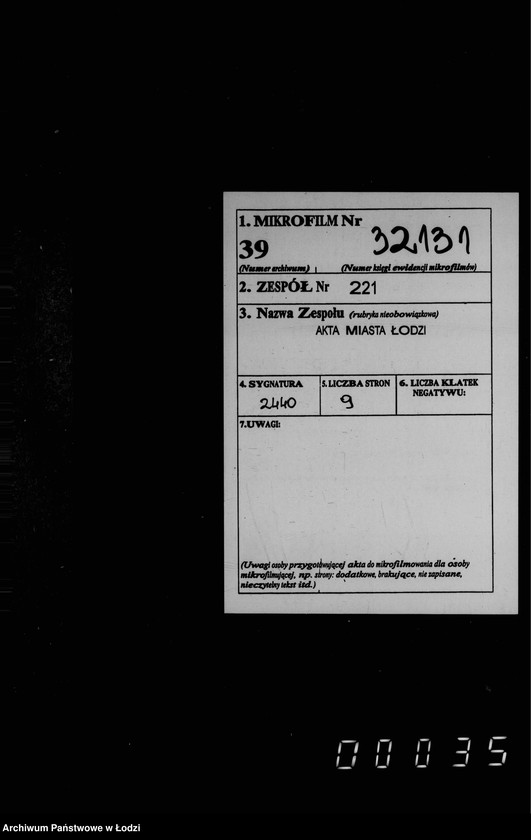 1. MIKROFILM Nr
39 32131
(Numer archiwum) (Numer księgi ewidencji mikrofilmów)
2. ZESPÓŁ Nr 221
3. Nazwa Zespołu (rubryka nieobowiązkowa)
AKTA MIASTA ŁODZI
4. SYGNATURA 5. LICZBA STRON 6. LICZBA KLATEK
NEGATYWU:
2440 9
7.UWAGI:
(Uwagi osoby przygotowującej akta do mikrofilmowania dla osoby
mikrofilmującej, np. strony: dodatkowe, brakujące, nie zapisane,
nieczytelny tekst itd.)
00035
Archiwum Państwowe w Łodzi